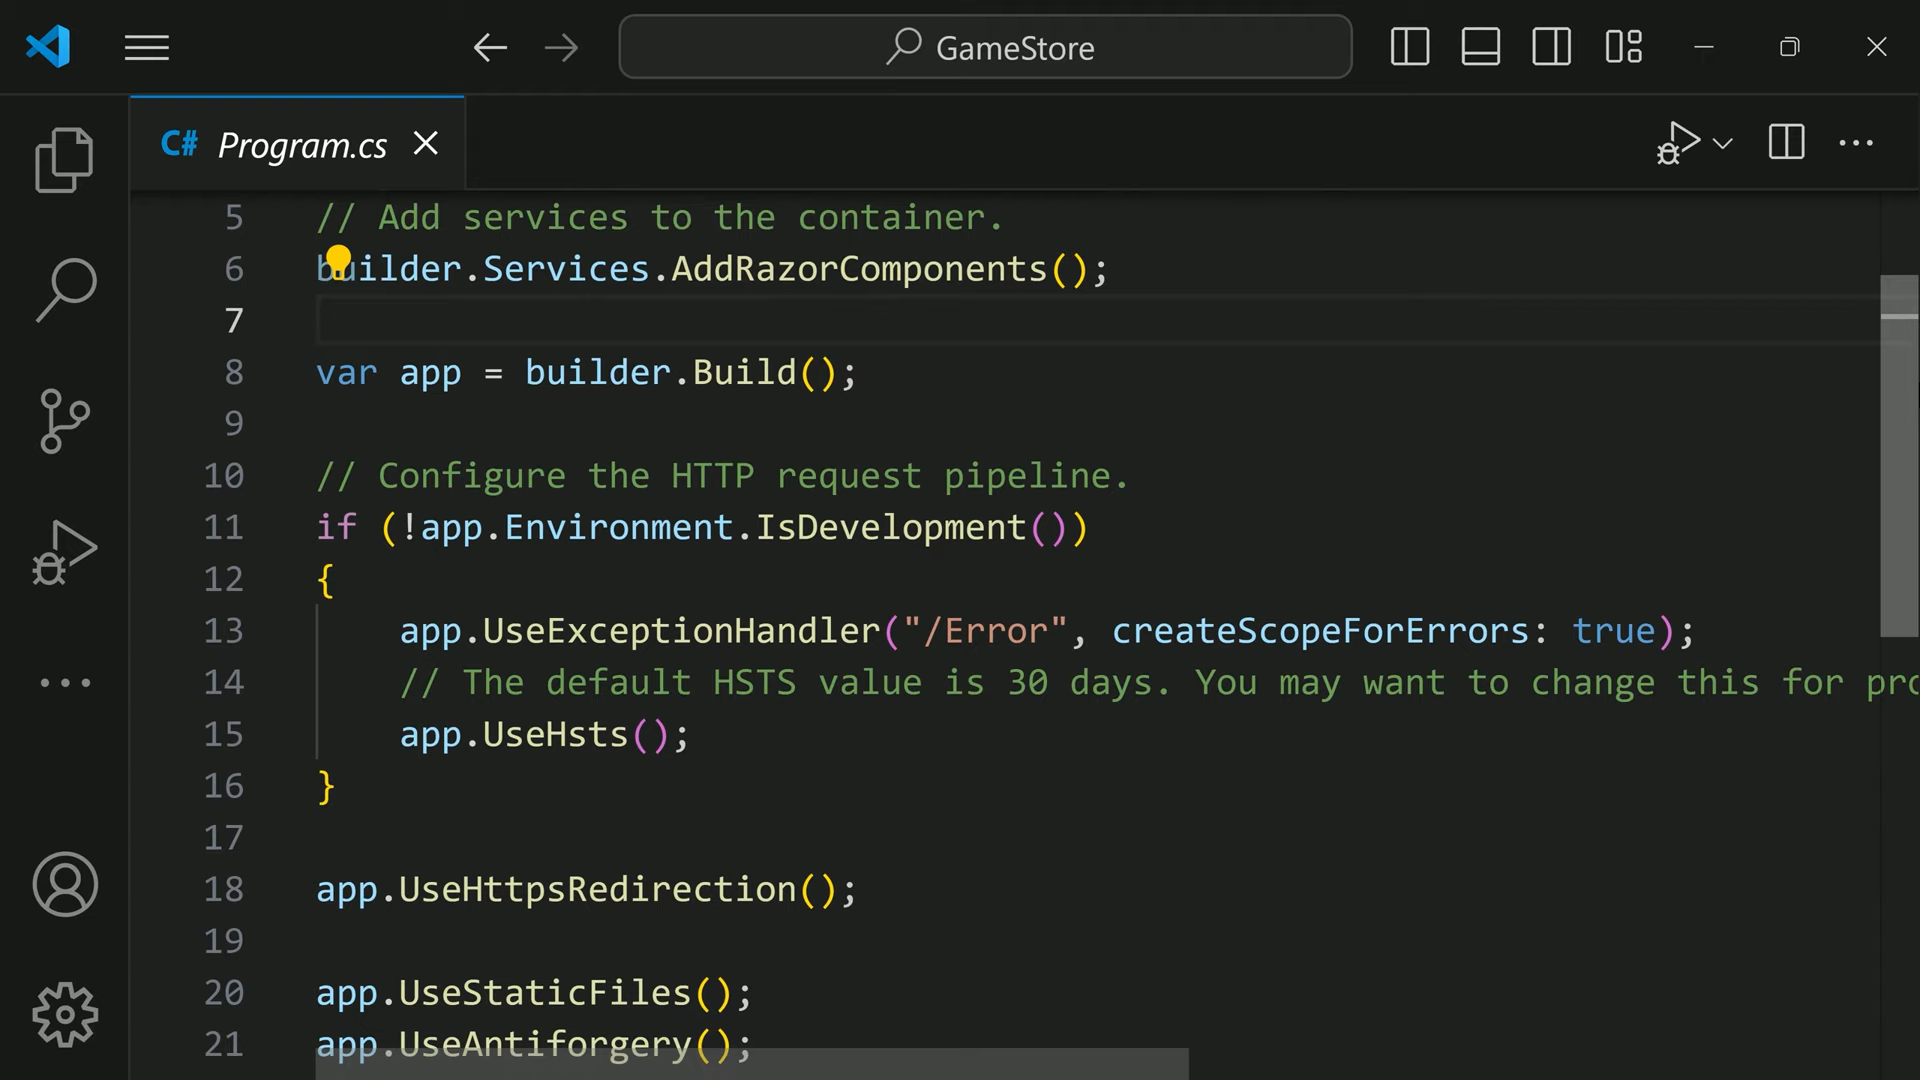 GameStore
C# Program.cs
5 // Add services to the container.
6 builder.Services.AddRazorComponents();
7
8 var app = builder.Build();
9
10 // Configure the HTTP request pipeline.
11 if (!app.Environment.IsDevelopment())
12 {
13 app.UseExceptionHandler("/Error", createScopeForErrors: true);
14 // The default HSTS value is 30 days. You may want to change this for pro
15 app.UseHsts();
16 }
17
18 app.UseHttpsRedirection();
19
20 app.UseStaticFiles();
21 app.UseAntiforgery();